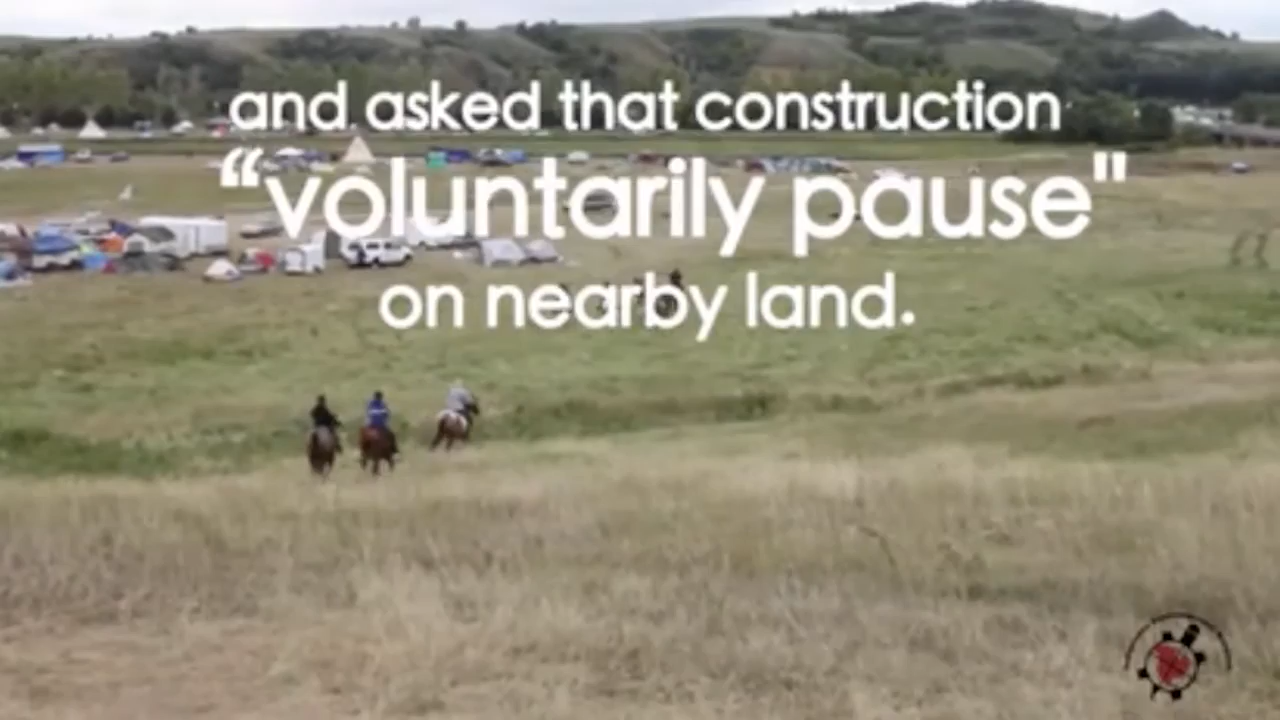 and asked that construction
“voluntarily pause"
on nearby land.